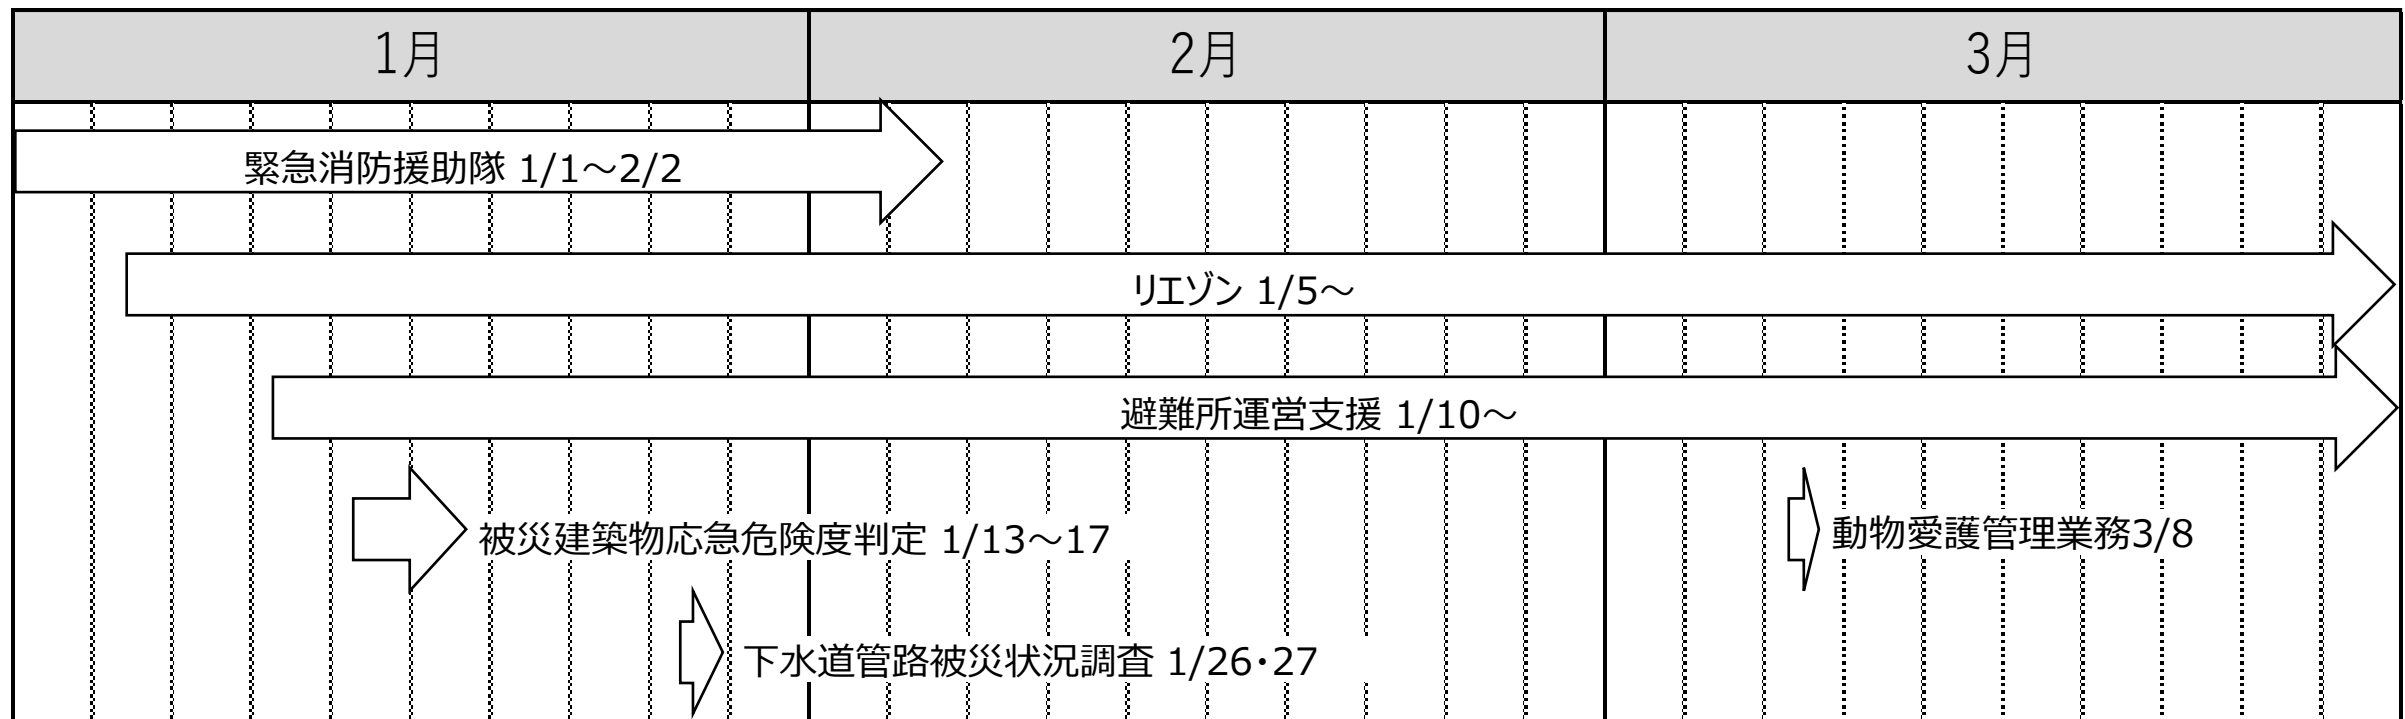 1月
2月
3月
緊急消防援助隊 1/1～2/2
リエゾン 1/5～
避難所運営支援 1/10～
被災建築物応急危険度判定 1/13～17
動物愛護管理業務3/8
下水道管路被災状況調査 1/26・27